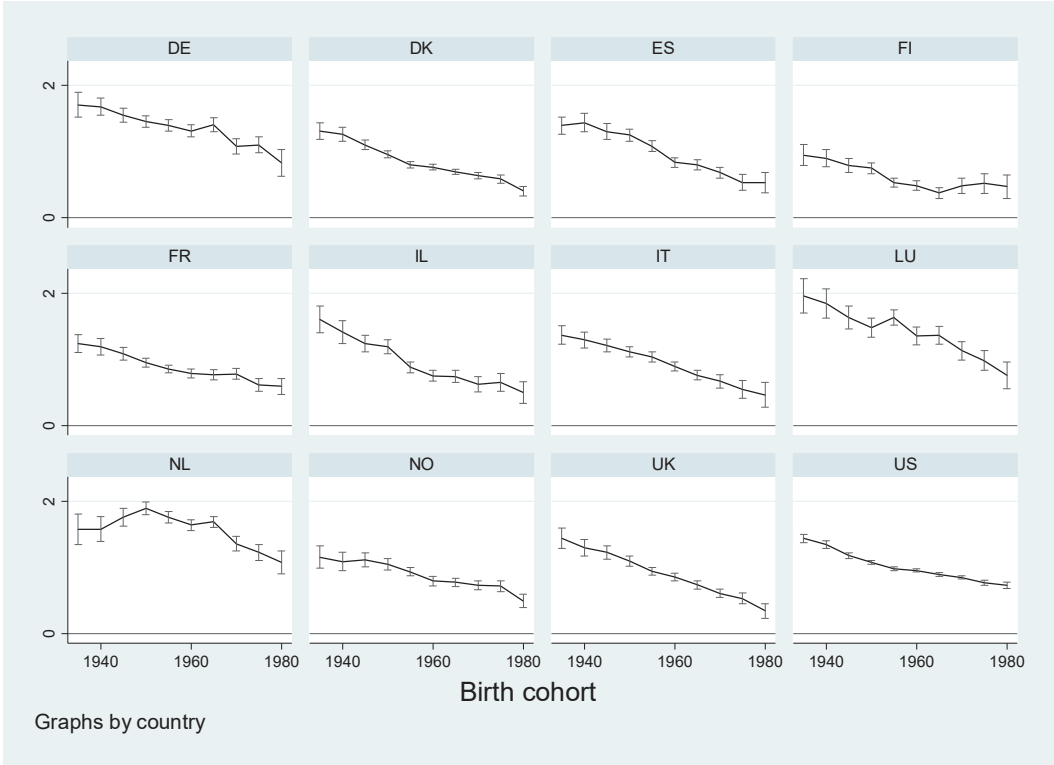 DE DK ES FI
2
0
FR IL IT LU
2
0
NL NO UK US
2
0
1940 1960 1980 1940 1960 1980 1940 1960 1980 1940 1960 1980
Birth cohort
Graphs by country